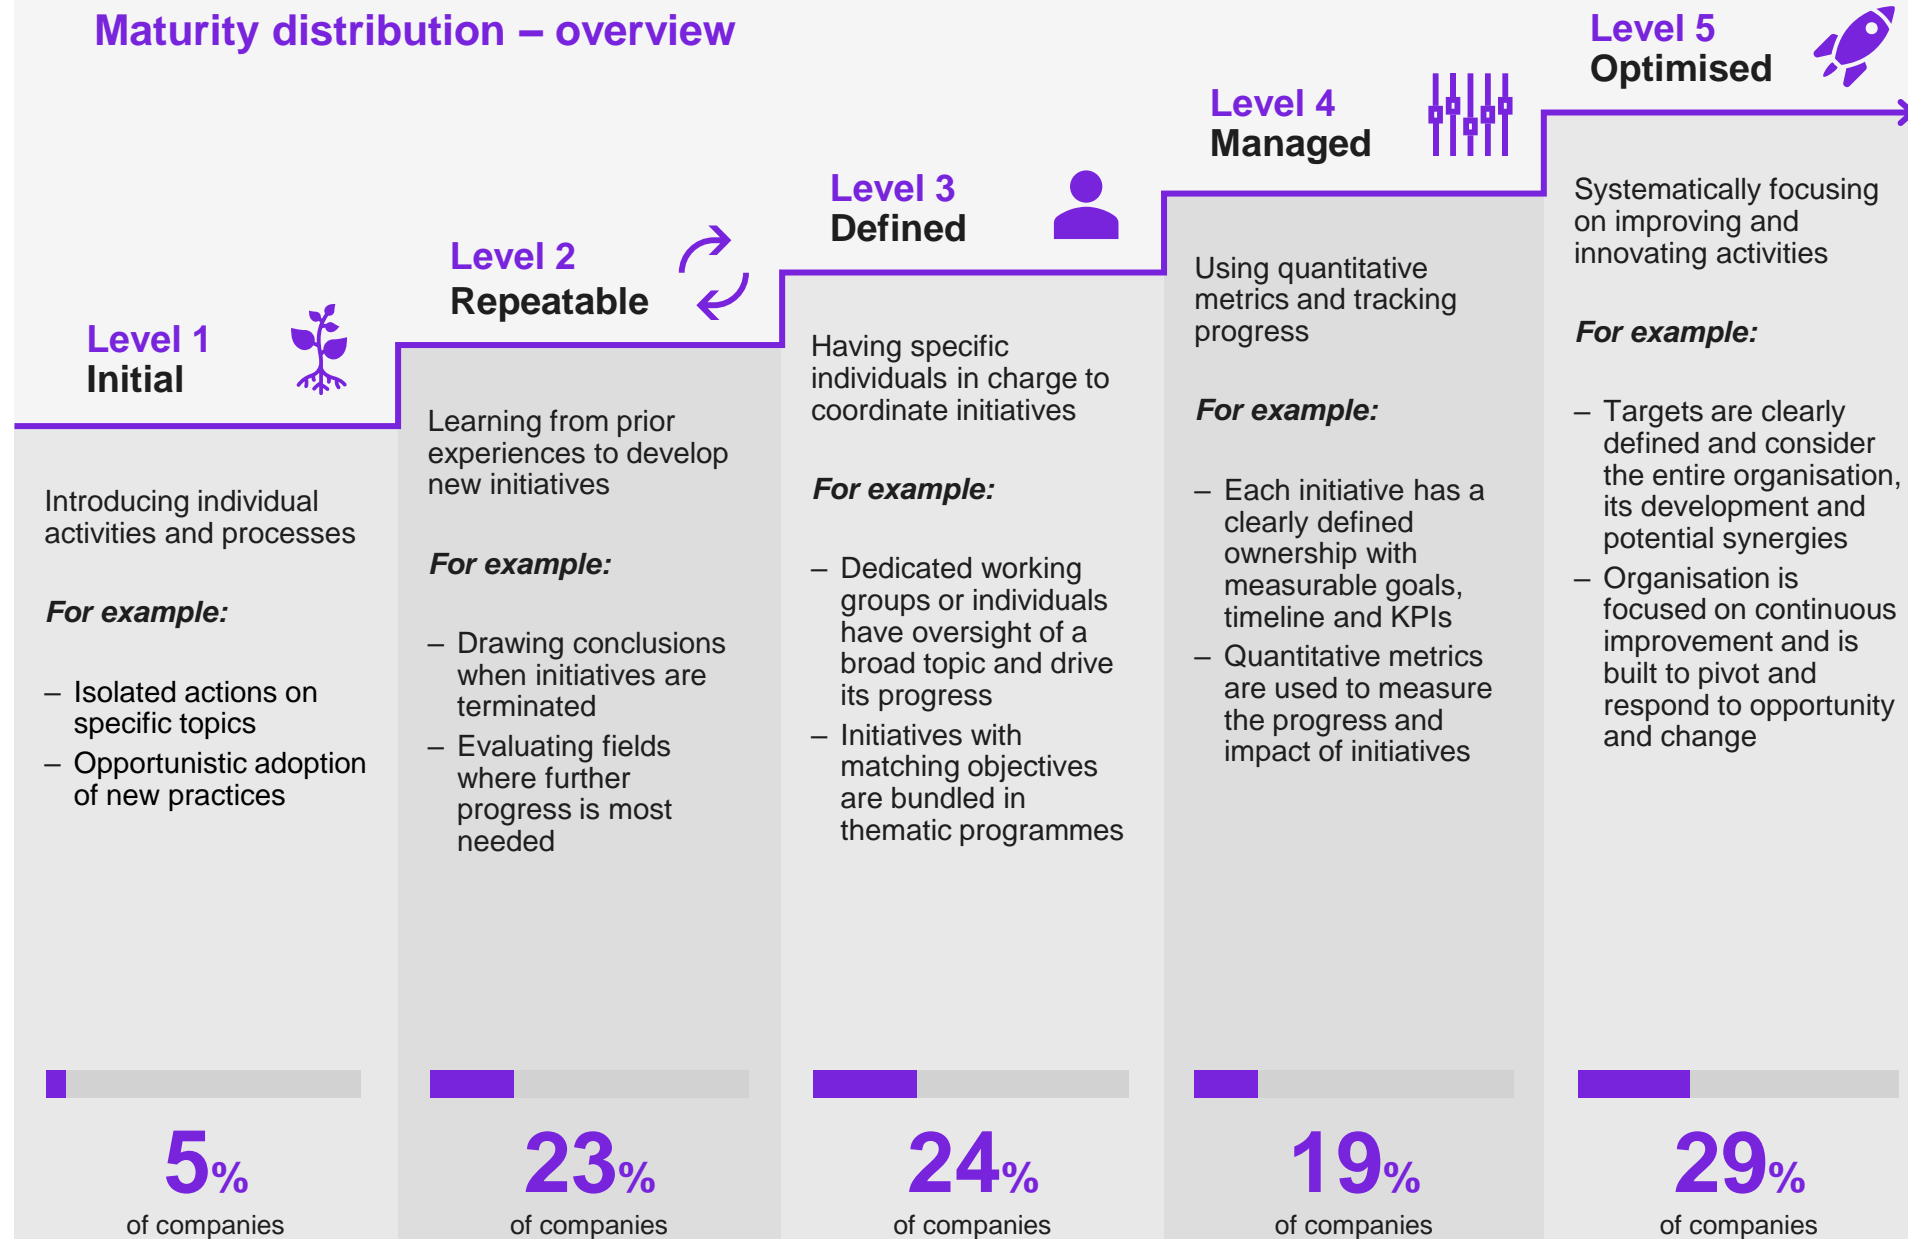 Maturity distribution – overview
Level 1
Initial
Introducing individual
activities and processes
For example:
– Isolated actions on
specific topics
– Opportunistic adoption
of new practices
5%
of companies
Level 2
Repeatable
Learning from prior
experiences to develop
new initiatives
For example:
– Drawing conclusions
when initiatives are
terminated
– Evaluating fields
where further
progress is most
needed
23%
of companies
Level 3
Defined
Having specific
individuals in charge to
coordinate initiatives
For example:
– Dedicated working
groups or individuals
have oversight of a
broad topic and drive
its progress
– Initiatives with
matching objectives
are bundled in
thematic programmes
24%
of companies
Level 4
Managed
Using quantitative
metrics and tracking
progress
For example:
– Each initiative has a
clearly defined
ownership with
measurable goals,
timeline and KPIs
– Quantitative metrics
are used to measure
the progress and
impact of initiatives
19%
of companies
Level 5
Optimised
Systematically focusing
on improving and
innovating activities
For example:
– Targets are clearly
defined and consider
the entire organisation,
its development and
potential synergies
– Organisation is
focused on continuous
improvement and is
built to pivot and
respond to opportunity
and change
29%
of companies